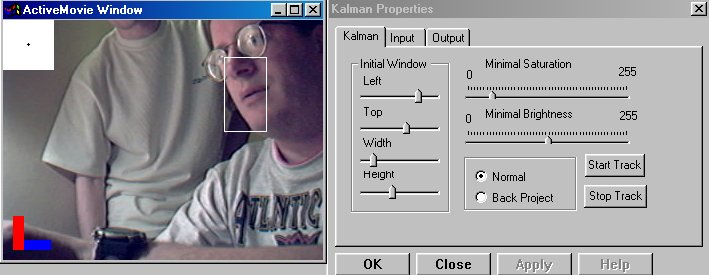 ActiveMovie Window
Kalman Properties
Kalman
Input
Output
Initial Window
Left
Top
Width
Height
Minimal Saturation
0
255
Minimal Brightness
0
255
Normal
Back Project
Start Track
Stop Track
ATLNTIC
OK
Close
Apply
Help